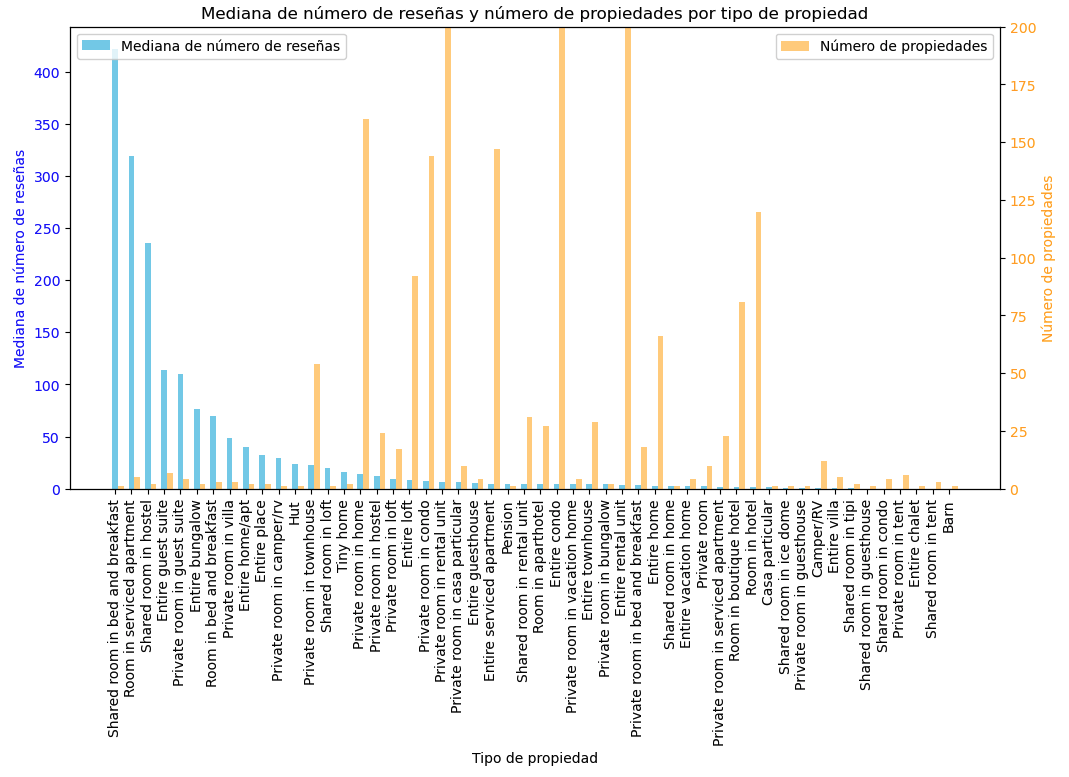 Mediana de número de reseñas y número de propiedades por tipo de propiedad
Mediana de número de reseñas
Número de propiedades
Mediana de número de reseñas
400
350
300
250
200
150
100
50
0
200
175
150
125
100
75
50
25
0
Número de propiedades
Shared room in bed and breakfast
Room in serviced apartment
Shared room in hostel
Entire guest suite
Private room in guest suite
Entire bungalow
Room in bed and breakfast
Private room in villa
Entire home/apt
Entire place
Private room in camper/rv
Hut
Private room in townhouse
Shared room in loft
Tiny home
Private room in home
Private room in hostel
Private room in loft
Entire loft
Private room in condo
Private room in rental unit
Private room in casa particular
Entire guesthouse
Entire serviced apartment
Pension
Shared room in rental unit
Room in aparthotel
Entire condo
Private room in vacation home
Entire townhouse
Private room in bungalow
Entire rental unit
Private room in bed and breakfast
Entire home
Shared room in home
Entire vacation home
Private room
Private room in serviced apartment
Room in boutique hotel
Room in hotel
Casa particular
Shared room in ice dome
Private room in guesthouse
Camper/RV
Entire villa
Shared room in tipi
Shared room in guesthouse
Shared room in condo
Private room in tent
Entire chalet
Shared room in tent
Barn
Tipo de propiedad